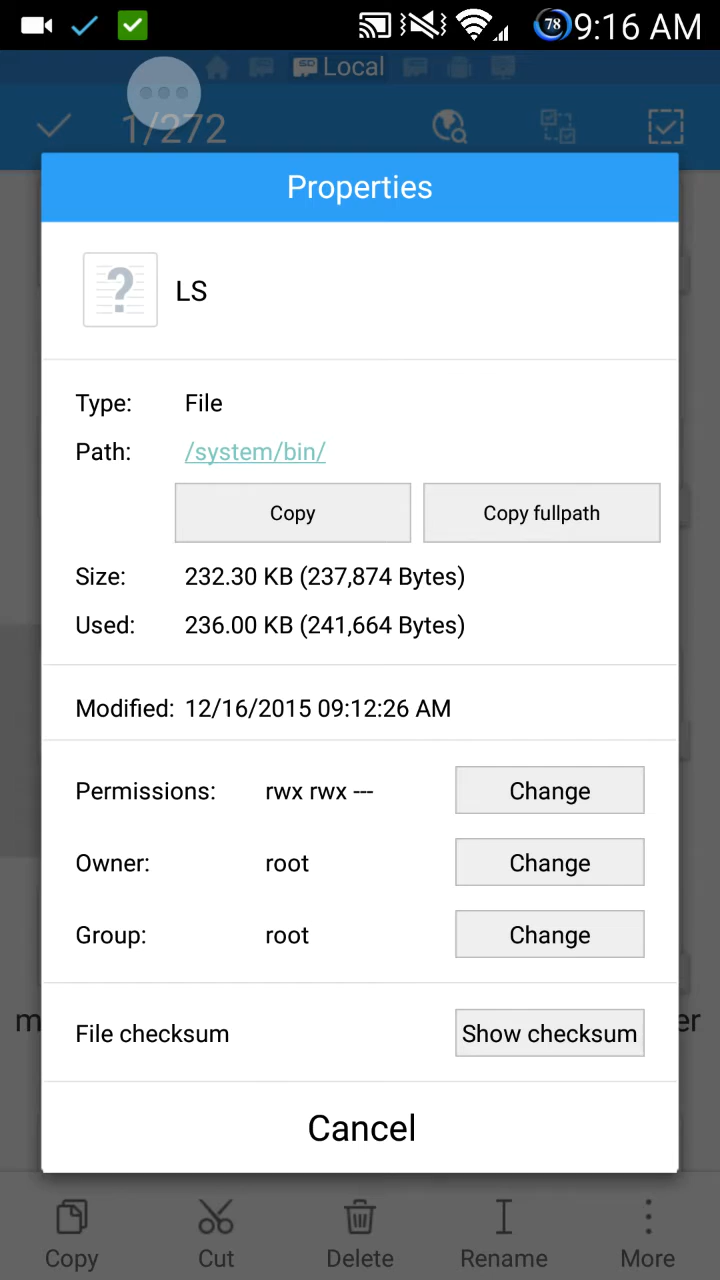 78 9:16 AM
SD Local
1/272
Properties
? LS
Type: File
Path: /system/bin/
Copy Copy fullpath
Size: 232.30 KB (237,874 Bytes)
Used: 236.00 KB (241,664 Bytes)
Modified: 12/16/2015 09:12:26 AM
Permissions: rwx rwx --- Change
Owner: root Change
Group: root Change
m er
File checksum Show checksum
Cancel
Copy Cut Delete Rename More